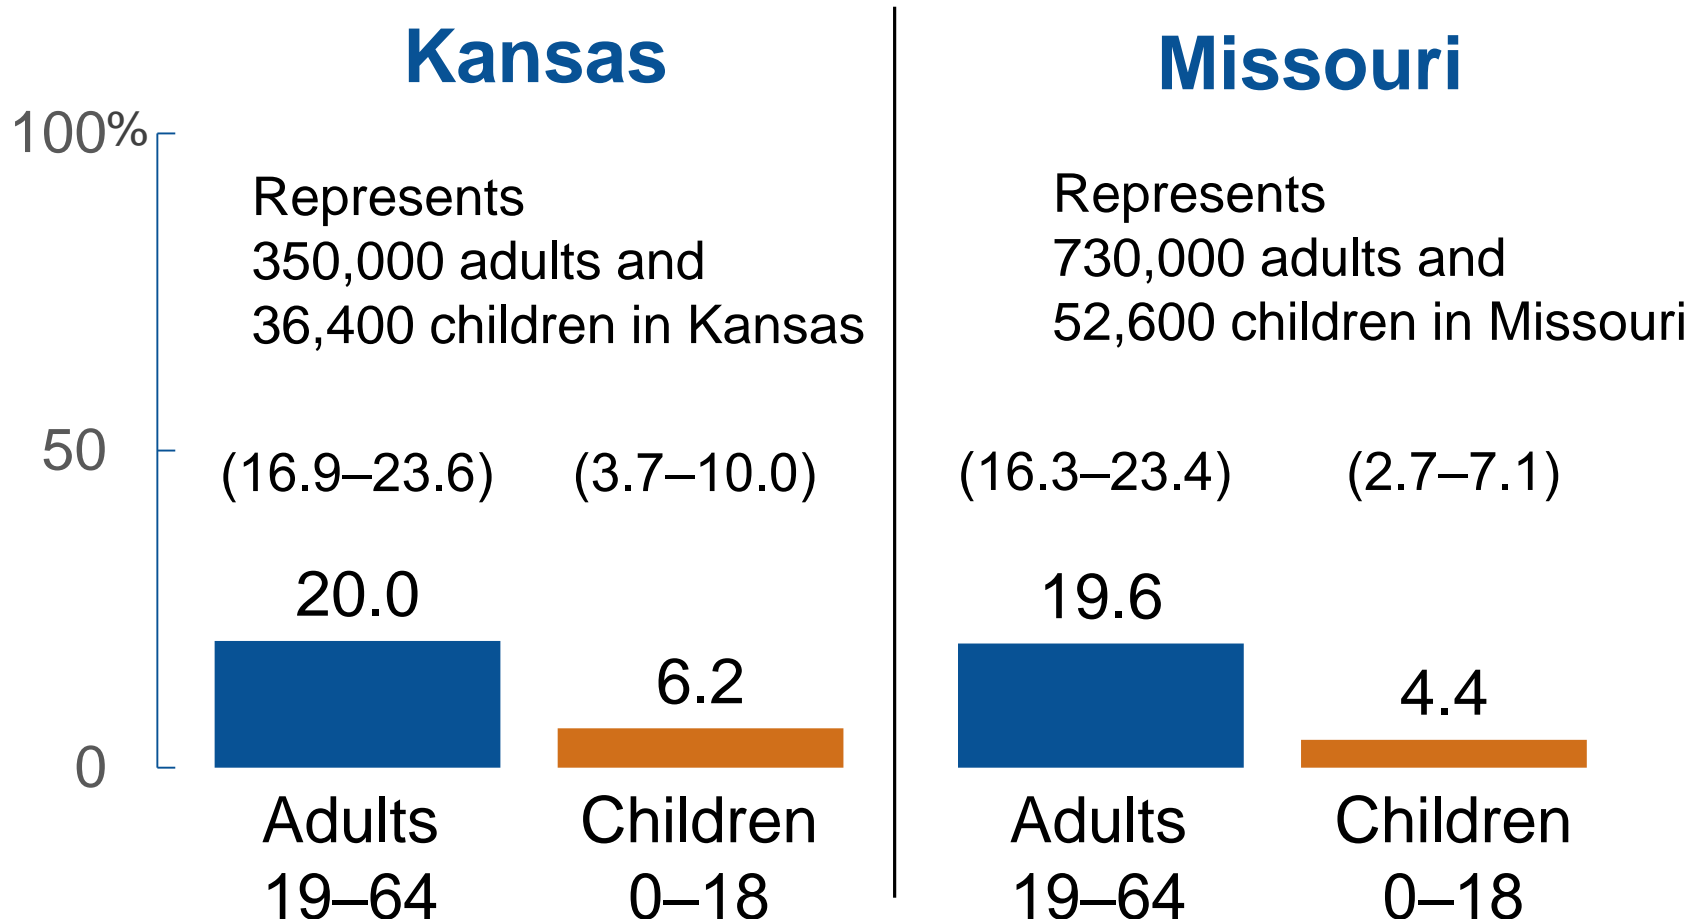 Kansas
Missouri
100%
50
0
Represents
350,000 adults and
36,400 children in Kansas
(16.9–23.6)
(3.7–10.0)
20.0
6.2
Adults
19–64
Children
0–18
Represents
730,000 adults and
52,600 children in Missouri
(16.3–23.4)
(2.7–7.1)
19.6
4.4
Adults
19–64
Children
0–18